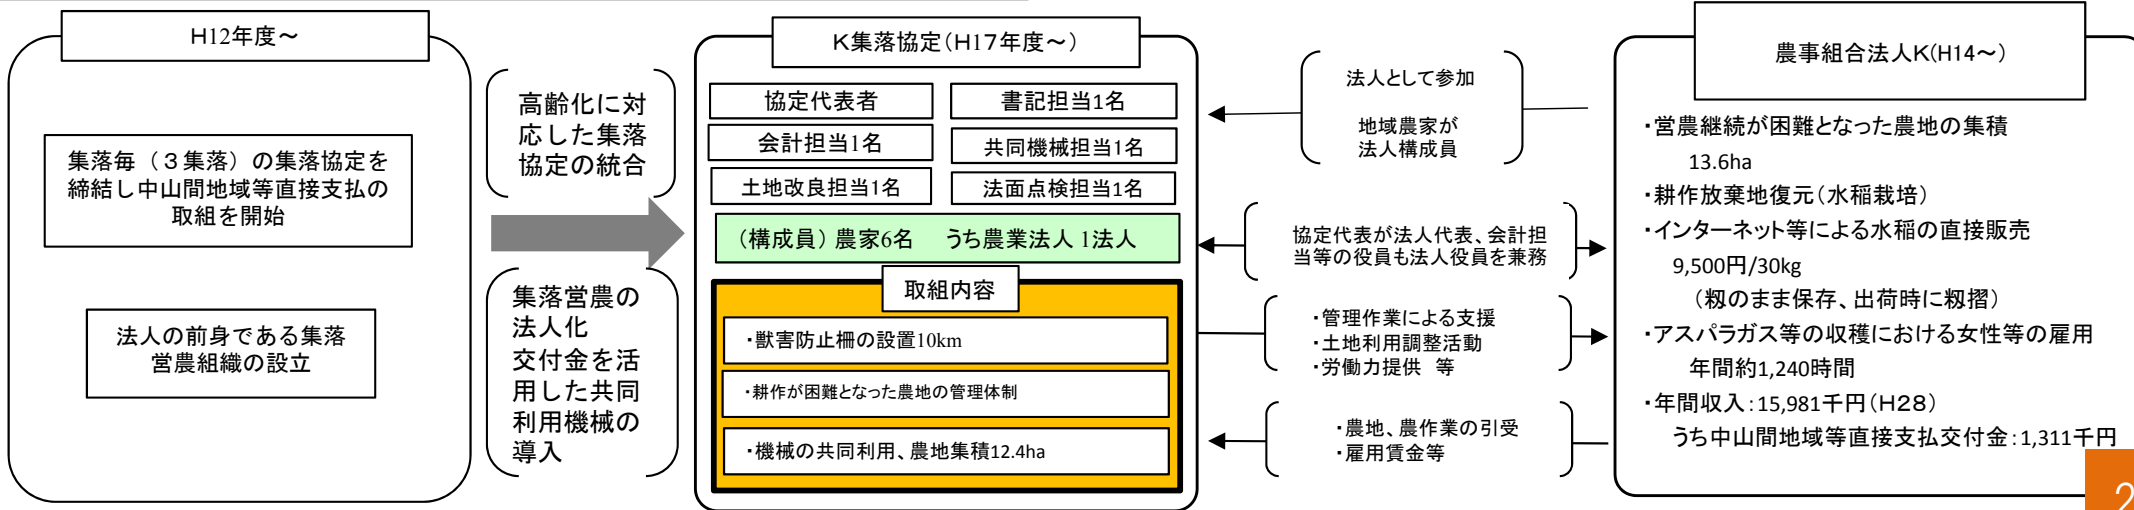 H12年度～
集落毎（３集落）の集落協定を
締結し中山間地域等直接支払の
取組を開始
法人の前身である集落
営農組織の設立
高齢化に対
応した集落
協定の統合
集落営農の
法人化
交付金を活
用した共同
利用機械の
導入
K集落協定（H17年度～）
協定代表者
書記担当1名
会計担当1名
共同機械担当1名
土地改良担当1名
法面点検担当1名
（構成員）農家6名　うち農業法人 1法人
取組内容
・獣害防止柵の設置10km
・耕作が困難となった農地の管理体制
・機械の共同利用、農地集積12.4ha
法人として参加
地域農家が
法人構成員
協定代表が法人代表、会計担
当等の役員も法人役員を兼務
・管理作業による支援
・土地利用調整活動
・労働力提供　等
・農地、農作業の引受
・雇用賃金等
農事組合法人K(H14～)
・営農継続が困難となった農地の集積
13.6ha
・耕作放棄地復元（水稲栽培）
・インターネット等による水稲の直接販売
9,500円/30kg
（籾のまま保存、出荷時に籾摺）
・アスパラガス等の収穫における女性等の雇用
年間約1,240時間
・年間収入：15,981千円（H28）
うち中山間地域等直接支払交付金：1,311千円
2